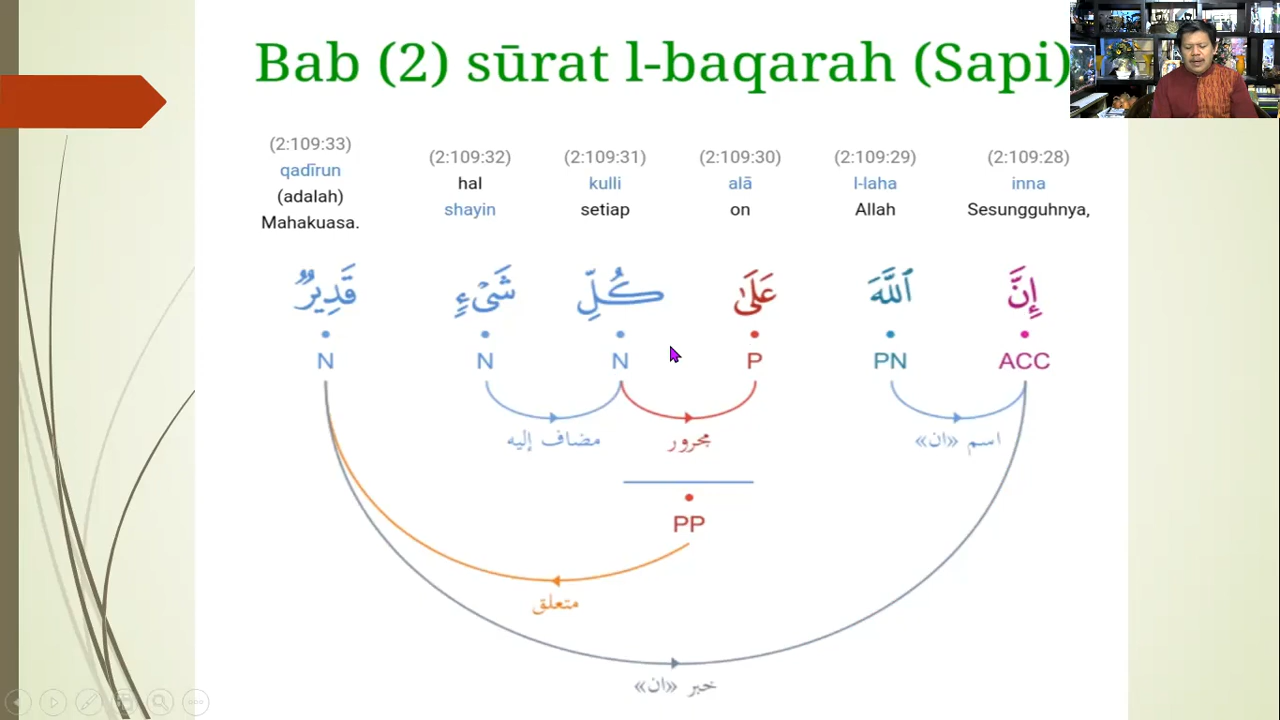 Bab (2) sūrat l-baqarah (Sapi)
(2:109:33) (2:109:32) (2:109:31) (2:109:30) (2:109:29) (2:109:28)
qadīrun hal kulli alā l-laha inna
(adalah) shayin setiap on Allah Sesungguhnya,
Mahakuasa.
إِنَّ ٱللَّهَ عَلَىٰ كُلِّ شَىْءٍ قَدِيرٌ
N N N P PN ACC
اسم «ان» مجرور مضاف إليه
PP
متعلق
خبر «ان»